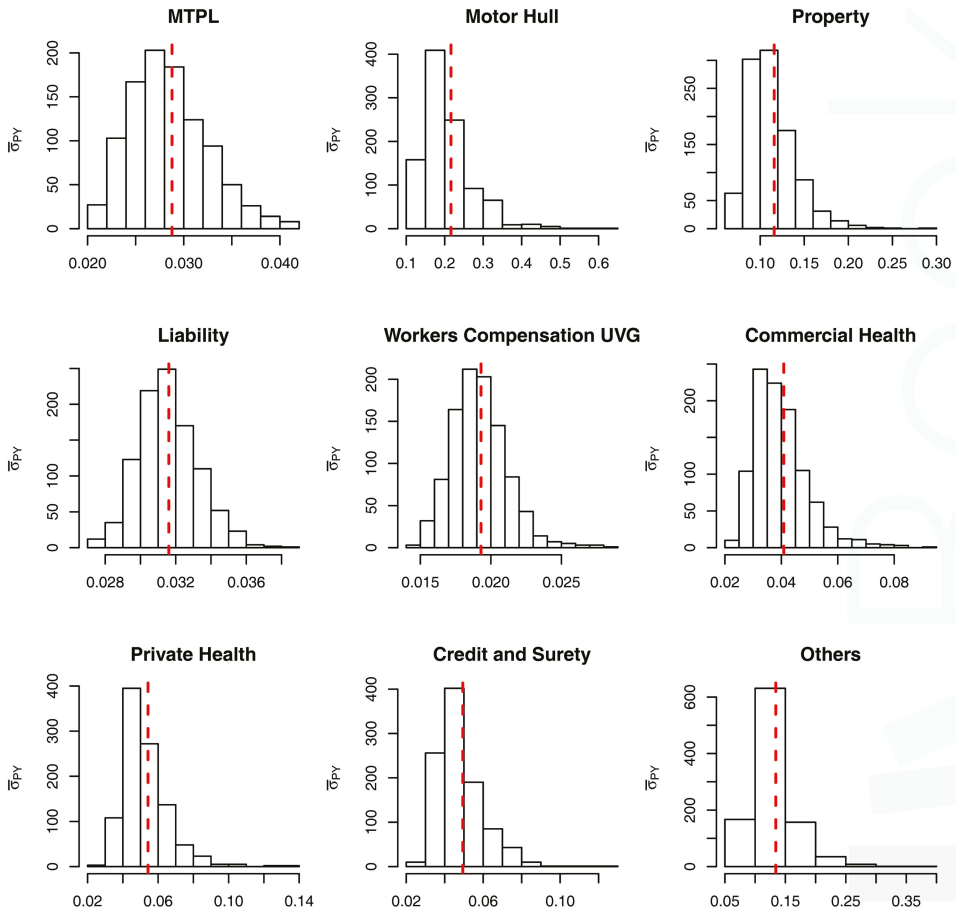 MTPL
σ̅PY
200
150
100
50
0
0.020 0.030 0.040
Motor Hull
σ̅PY
400
300
200
100
0
0.1 0.2 0.3 0.4 0.5 0.6
Property
σ̅PY
250
150
50
0
0.10 0.15 0.20 0.25 0.30
Liability
σ̅PY
200
100
50
0
0.028 0.032 0.036
Workers Compensation UVG
σ̅PY
200
150
100
50
0
0.015 0.020 0.025
Commercial Health
σ̅PY
200
100
50
0
0.02 0.04 0.06 0.08
Private Health
σ̅PY
400
300
200
100
0
0.02 0.06 0.10 0.14
Credit and Surety
σ̅PY
400
300
200
100
0
0.02 0.06 0.10
Others
σ̅PY
600
400
200
0
0.05 0.15 0.25 0.35